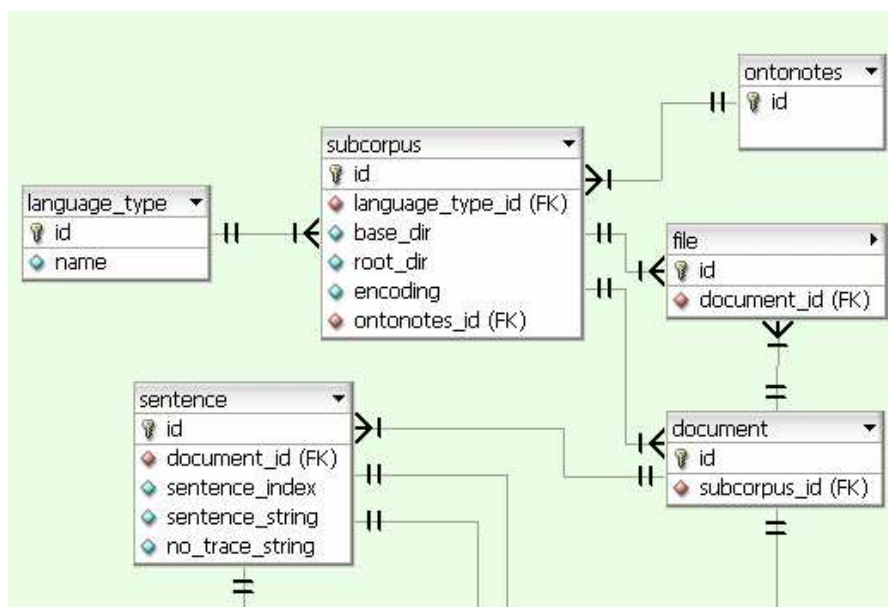 ontonotes
id
subcorpus
id
language_type_id (FK)
base_dir
root_dir
encoding
ontonotes_id (FK)
language_type
id
name
file
id
document_id (FK)
sentence
id
document_id (FK)
sentence_index
sentence_string
no_trace_string
document
id
subcorpus_id (FK)